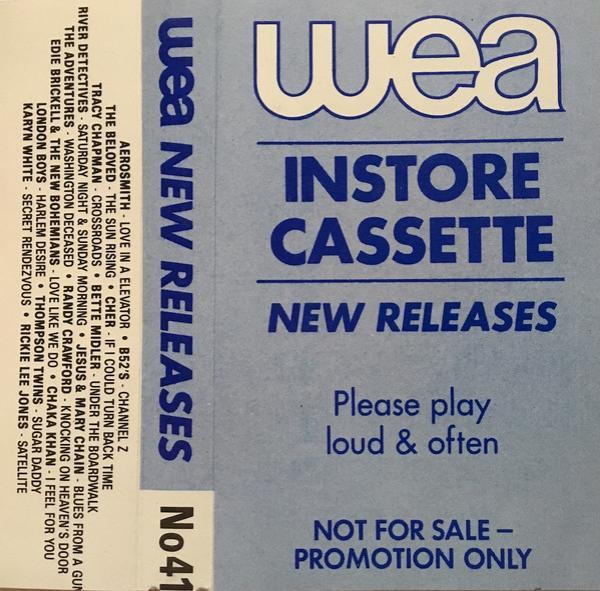 wea
INSTORE
CASSETTE
NEW RELEASES
Please play
loud & often
NOT FOR SALE –
PROMOTION ONLY
wea NEW RELEASES No41
AEROSMITH - LOVE IN A ELEVATOR • B52'S - CHANNEL Z
THE BELOVED - THE SUN RISING • CHER - IF I COULD TURN BACK TIME
TRACY CHAPMAN - CROSSROADS • BETTE MIDLER - UNDER THE BOARDWALK
RIVER DETECTIVES - SATURDAY NIGHT & SUNDAY MORNING • JESUS & MARY CHAIN - BLUES FROM A GUN
THE ADVENTURES - WASHINGTON DECEASED • RANDY CRAWFORD - KNOCKING ON HEAVEN'S DOOR
EDIE BRICKELL & THE NEW BOHEMIANS - LOVE LIKE WE DO • CHAKA KHAN - I FEEL FOR YOU
LONDON BOYS - HARLEM DESIRE • THOMPSON TWINS - SUGAR DADDY
KARYN WHITE - SECRET RENDEZVOUS • RICKIE LEE JONES - SATELLITE